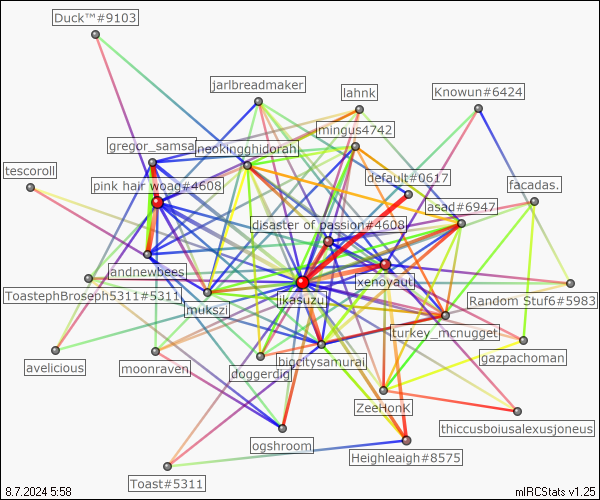 Duck™#9103
jarlbreadmaker
lahnk
Knowun#6424
mingus4742
gregor_samsa
neokingghidorah
tescoroll
default#0617
pink hair woag#4608
facadas.
asad#6947
disaster of passion#4608
andnewbees
xenoyaut
ToastephBroseph5311#5311
ikasuzu
Random Stuf6#5983
mukszi
turkey_mcnugget
gazpachoman
avelicious
moonraven
doggerdig
bigcitysamurai
ZeeHonK
thiccusboiusalexusjoneus
ogshroom
Heighleaigh#8575
Toast#5311
8.7.2024 5:58
mIRCStats v1.25